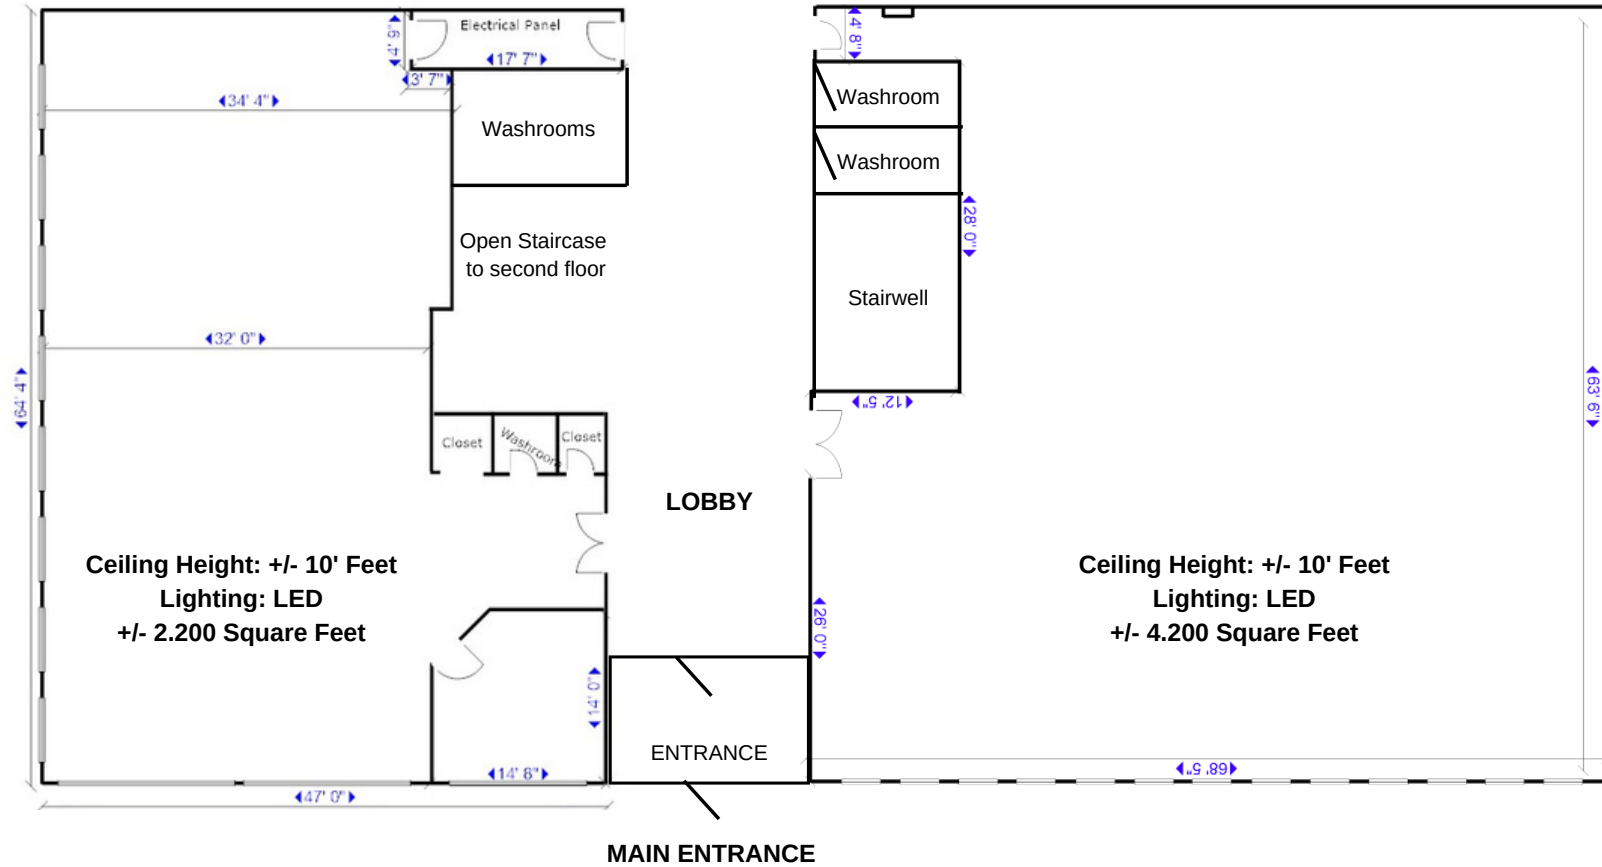 Electrical Panel
4' 9"
17' 7"
3' 7"
34' 4"
Washrooms
4' 8"
Washroom
Washroom
28' 0"
Open Staircase
to second floor
Stairwell
32' 0"
64' 4"
12' 5"
63' 6"
Closet
Washroom
Closet
LOBBY
Ceiling Height: +/- 10' Feet
Lighting: LED
+/- 2.200 Square Feet
Ceiling Height: +/- 10' Feet
Lighting: LED
+/- 4.200 Square Feet
26' 0"
14' 0"
ENTRANCE
14' 8"
68' 5"
47' 0"
MAIN ENTRANCE